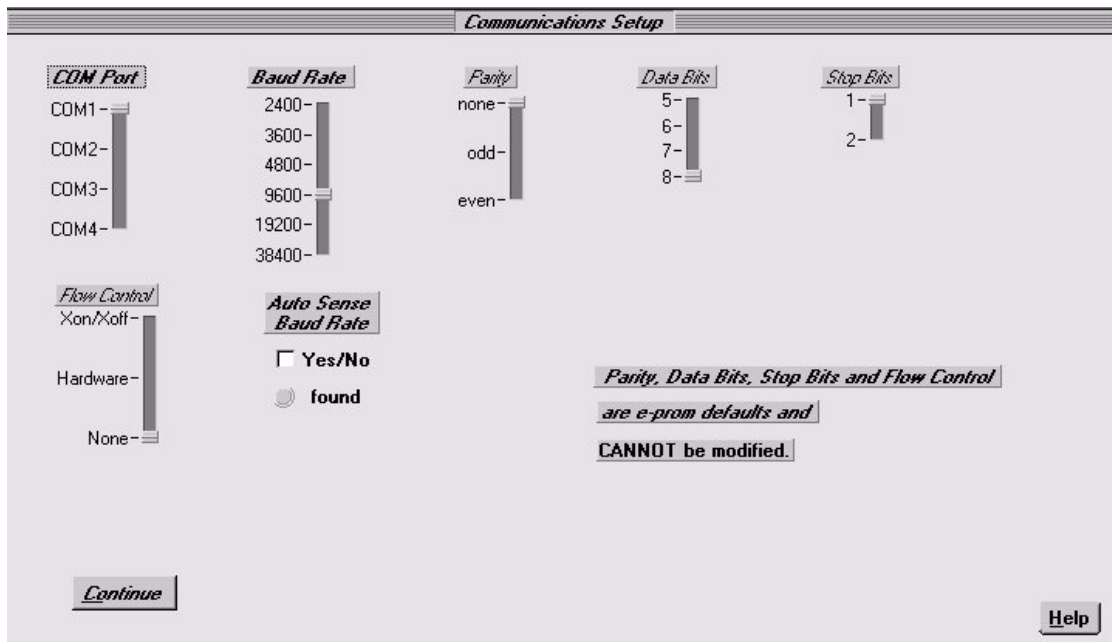 Communications Setup
COM Port
COM1
COM2
COM3
COM4
Baud Rate
2400
3600
4800
9600
19200
38400
Parity
none
odd
even
Data Bits
5
6
7
8
Stop Bits
1
2
Flow Control
Xon/Xoff
Hardware
None
Auto Sense
Baud Rate
Yes/No
found
Parity, Data Bits, Stop Bits and Flow Control
are e-prom defaults and
CANNOT be modified.
Continue
Help